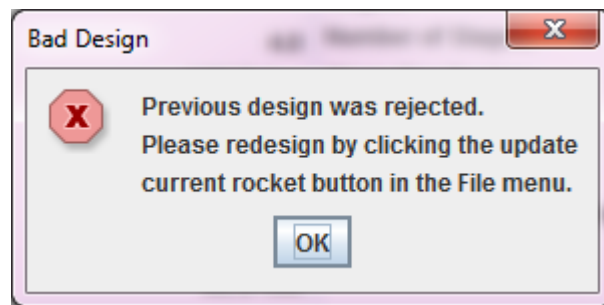 Bad Design
Previous design was rejected.
Please redesign by clicking the update
current rocket button in the File menu.
OK